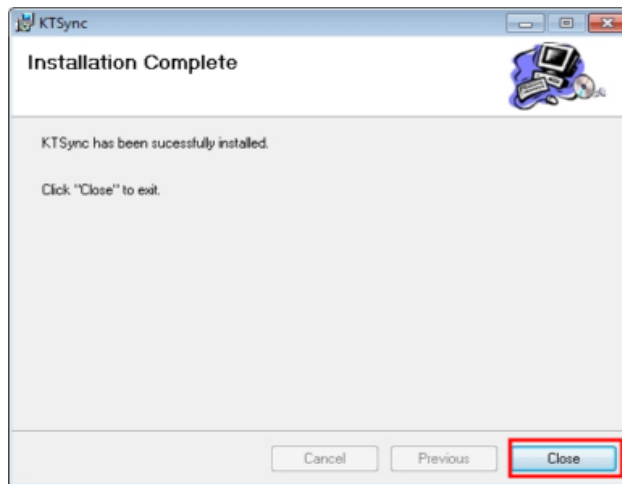 KTSync
Installation Complete
KTSync has been sucessfully installed.
Click "Close" to exit.
Cancel
Previous
Close